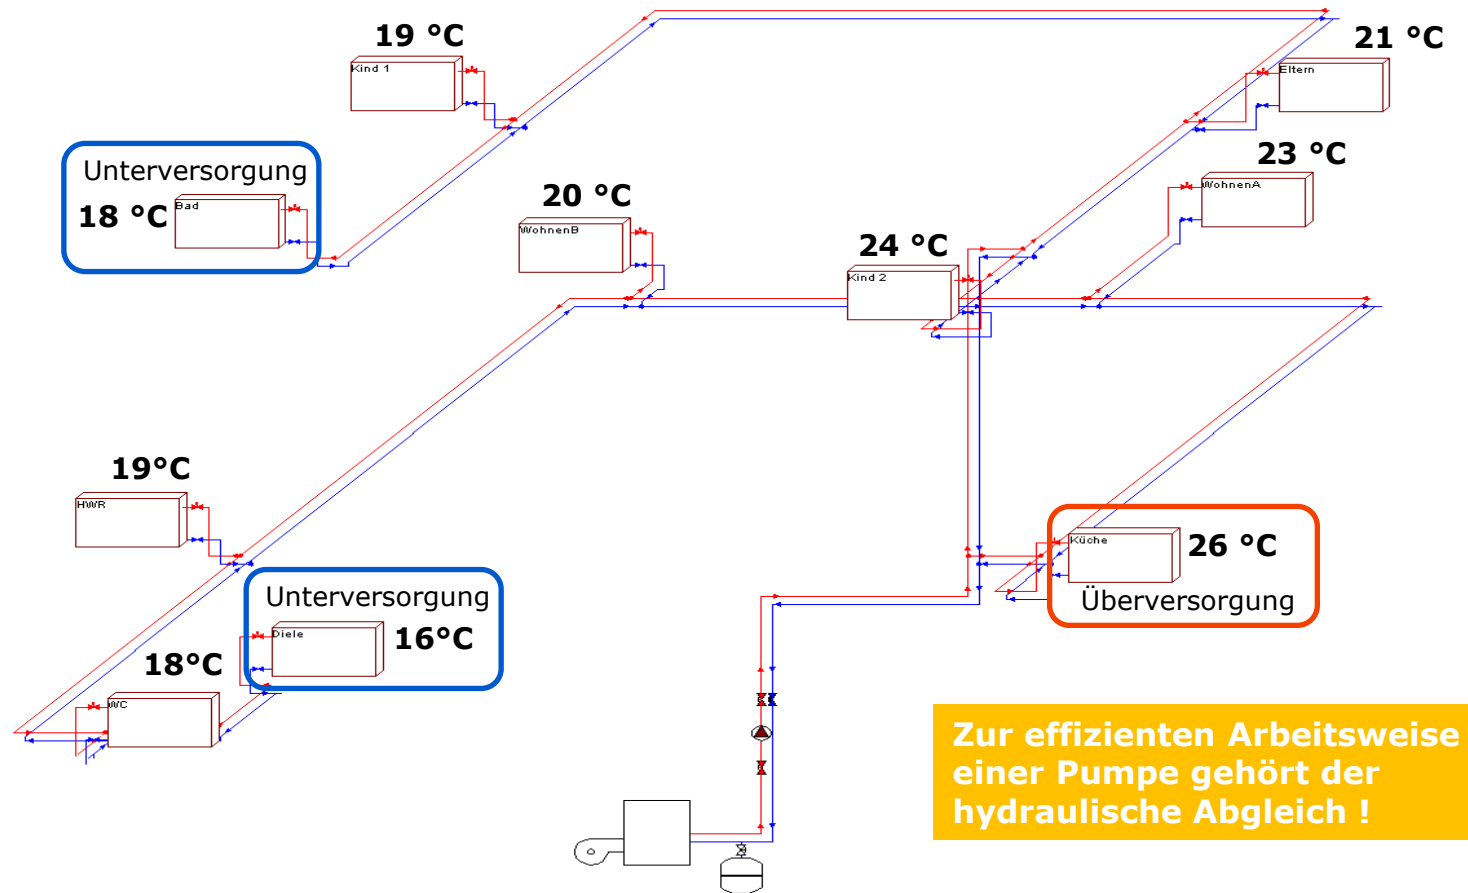 19 °C
Kind 1
21 °C
Eltern
Unterversorgung
18 °C
Bad
23 °C
WohnenA
20 °C
WohnenB
24 °C
Kind 2
19°C
HWR
Küche
26 °C
Überversorgung
Unterversorgung
Diele
16°C
18°C
WC
Zur effizienten Arbeitsweise
einer Pumpe gehört der
hydraulische Abgleich !